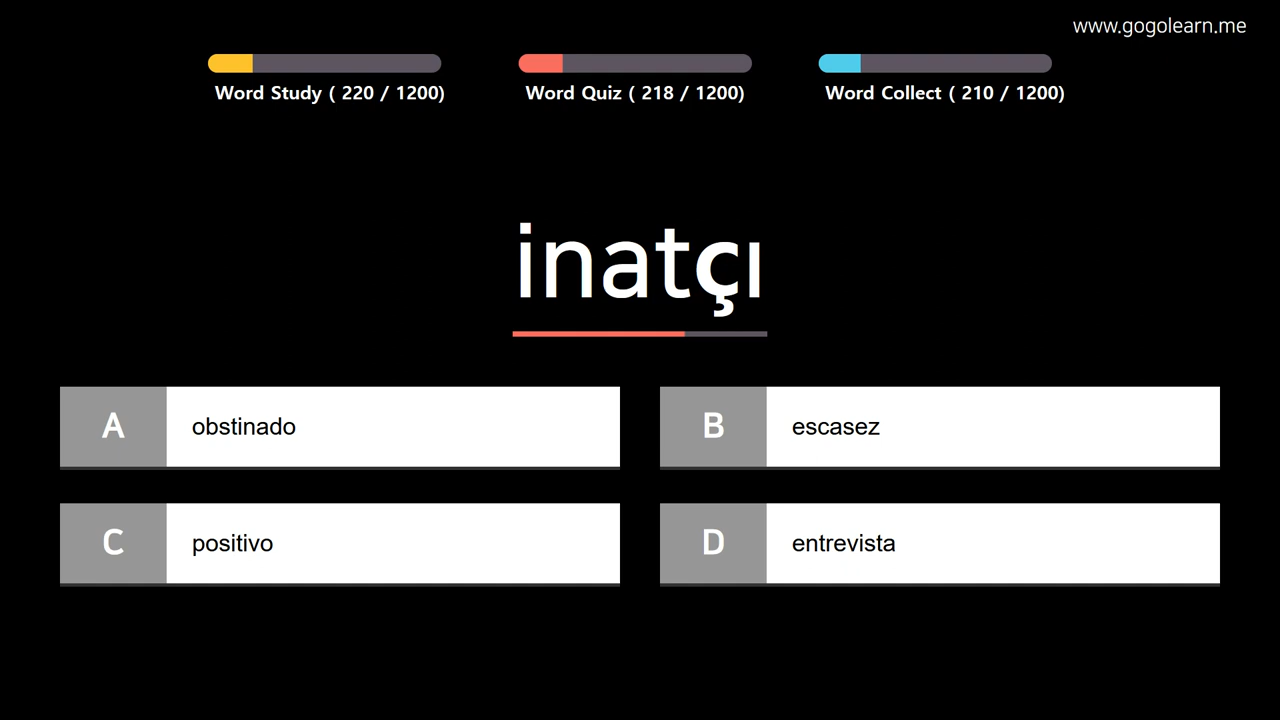 www.gogolearn.me
Word Study ( 220 / 1200)
Word Quiz ( 218 / 1200)
Word Collect ( 210 / 1200)
inatçı
A obstinado
B escasez
C positivo
D entrevista